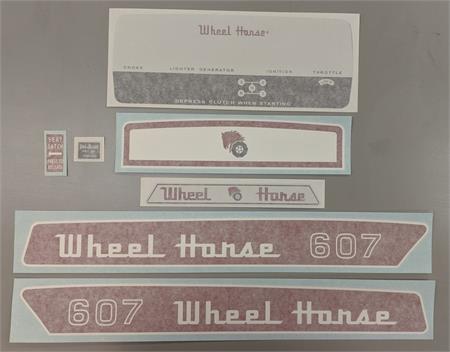 Wheel Horse
CHOKE LIGHTER GENERATOR IGNITION THROTTLE
DEPRESS CLUTCH WHEN STARTING
SEAT
LATCH
Wheel Horse
Wheel Horse 607
607 Wheel Horse